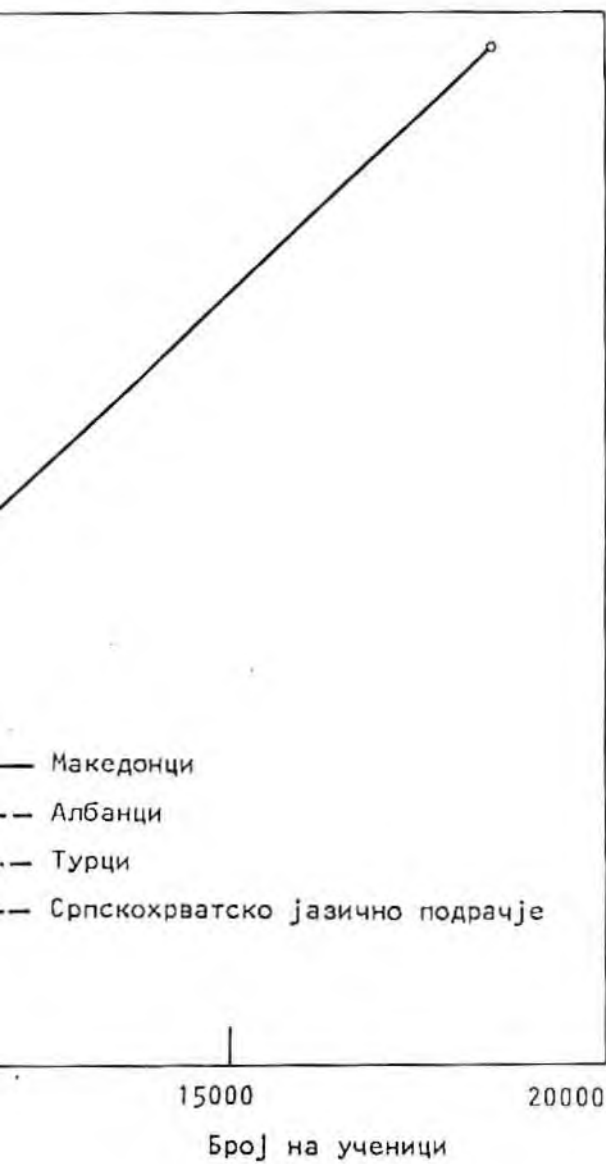 Македонци
Албанци
Турци
Српскохрватско јазично подрачје
15000 20000
Број на ученици